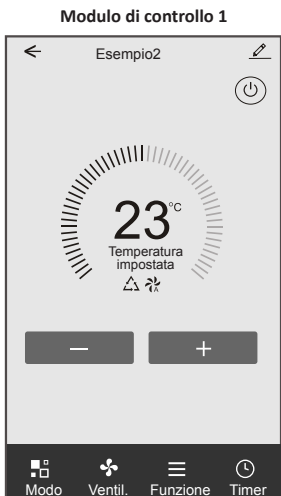 Modulo di controllo 1
Esempio2
23°C
Temperatura
impostata
A
Modo Ventil. Funzione Timer